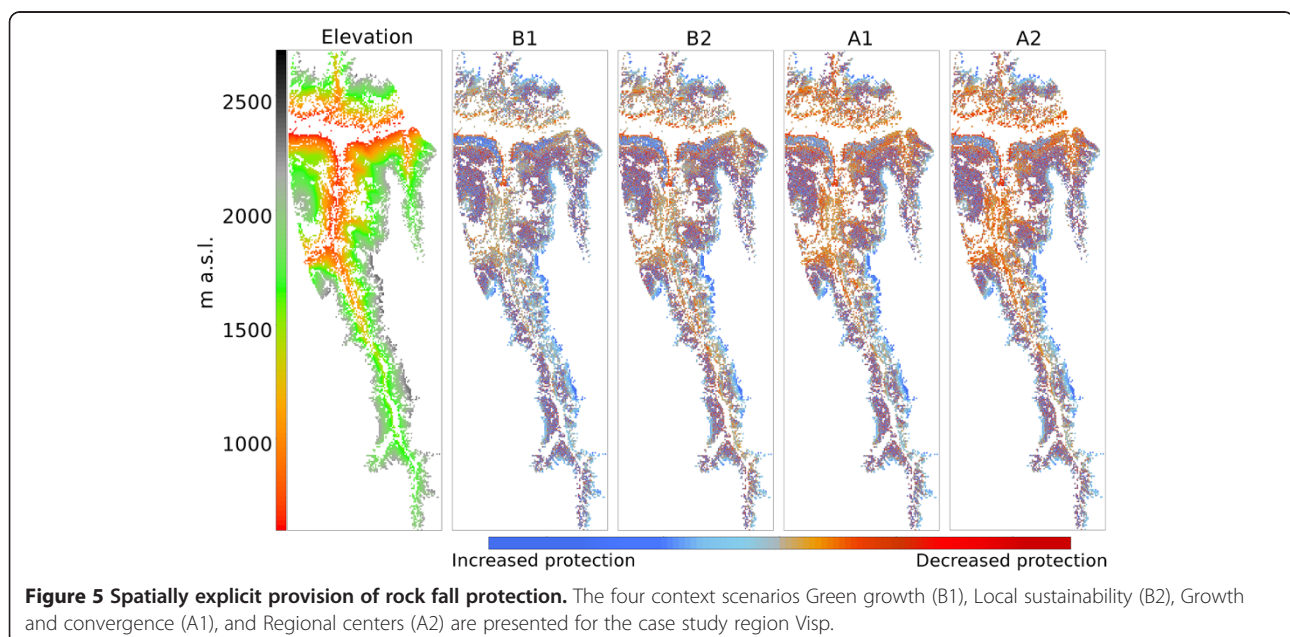 Elevation B1 B2 A1 A2
2500
2000
m a.s.l.
1500
1000
Increased protection Decreased protection
Figure 5 Spatially explicit provision of rock fall protection. The four context scenarios Green growth (B1), Local sustainability (B2), Growth
and convergence (A1), and Regional centers (A2) are presented for the case study region Visp.